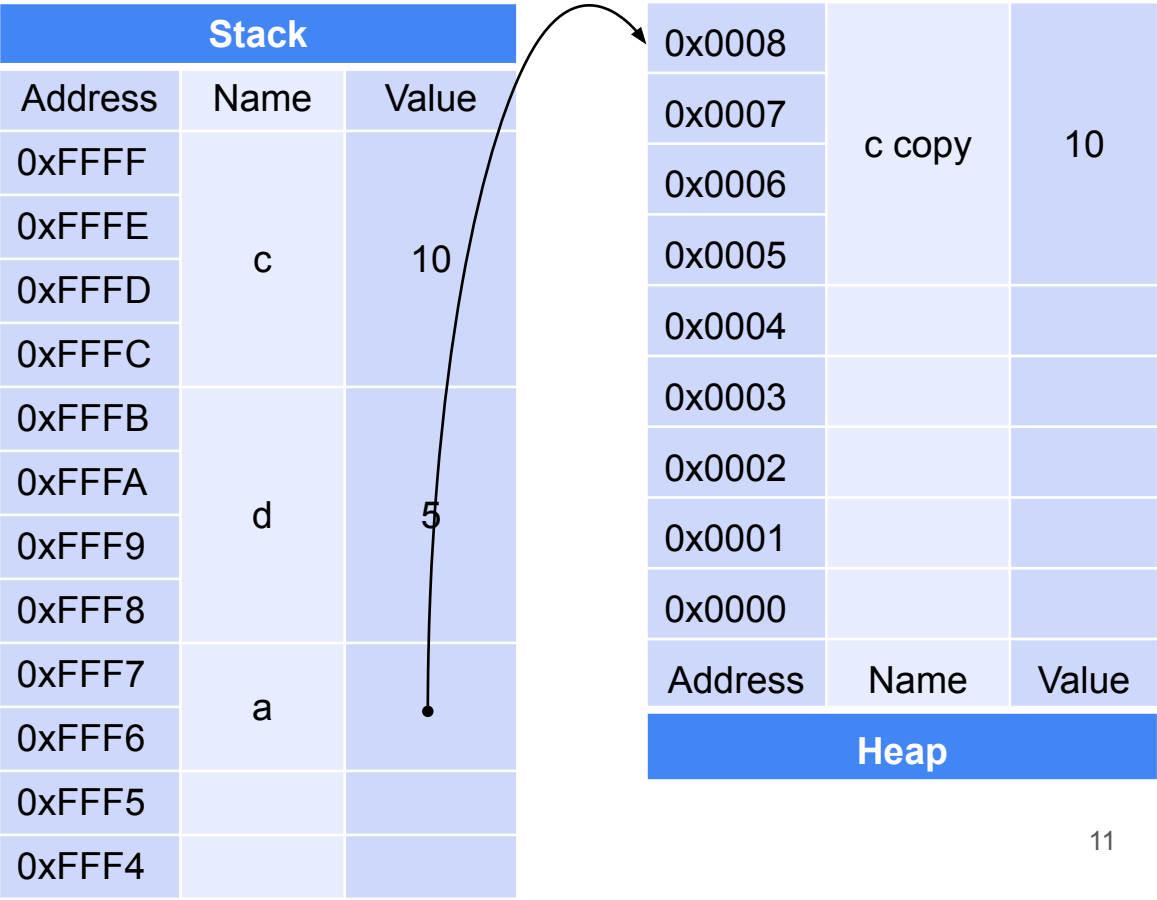 Stack
Address Name Value
0xFFFF
0xFFFE
0xFFFD
0xFFFC
c 10
0xFFFB
0xFFFA
0xFFF9
0xFFF8
d 5
0xFFF7
0xFFF6
a
0xFFF5
0xFFF4
0x0008
0x0007
0x0006
0x0005
c copy 10
0x0004
0x0003
0x0002
0x0001
0x0000
Address Name Value
Heap
11